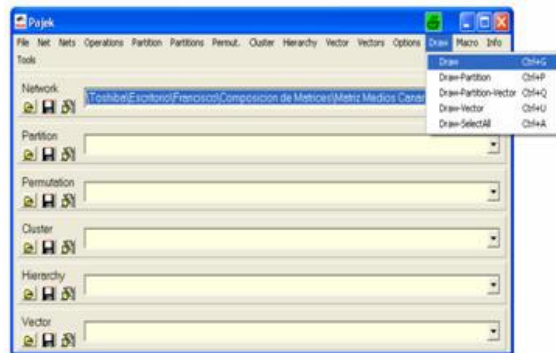 Pajek
File Net Nets Operations Partition Partitions Permut. Cluster Hierarchy Vector Vectors Options Draw Macro Info
Tools
Draw Ctrl+G
Draw-Partition Ctrl+P
Draw-Partition-Vector Ctrl+Q
Draw-Vector Ctrl+U
Draw-SelectAll Ctrl+A
Network
\Toshiba\Escritorio\Francisco\Composicion de Matrices\Matriz Medios Canar
Partition
Permutation
Cluster
Hierarchy
Vector